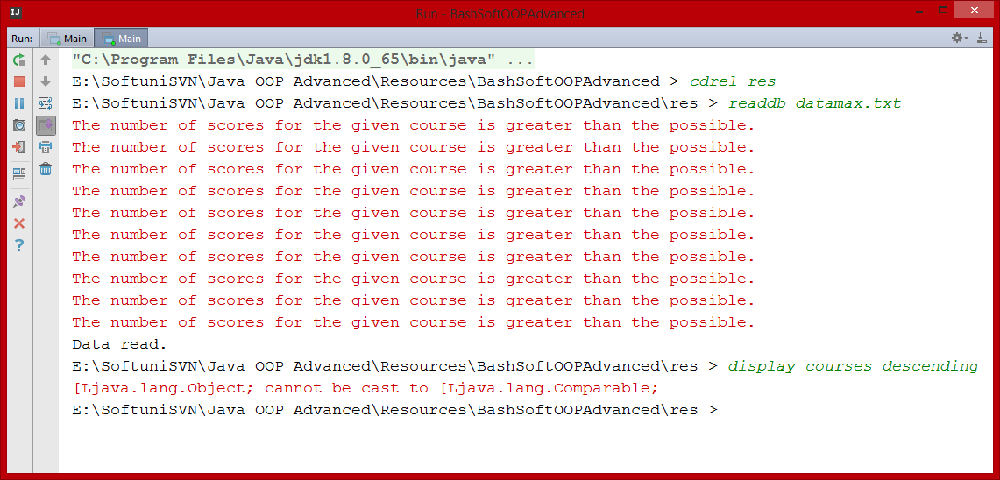 Run - BashSoftOOPAdvanced
Run: Main Main
"C:\Program Files\Java\jdk1.8.0_65\bin\java" ...
E:\SoftuniSVN\Java OOP Advanced\Resources\BashSoftOOPAdvanced > cdrel res
E:\SoftuniSVN\Java OOP Advanced\Resources\BashSoftOOPAdvanced\res > readdb datamax.txt
The number of scores for the given course is greater than the possible.
The number of scores for the given course is greater than the possible.
The number of scores for the given course is greater than the possible.
The number of scores for the given course is greater than the possible.
The number of scores for the given course is greater than the possible.
The number of scores for the given course is greater than the possible.
The number of scores for the given course is greater than the possible.
The number of scores for the given course is greater than the possible.
The number of scores for the given course is greater than the possible.
The number of scores for the given course is greater than the possible.
Data read.
E:\SoftuniSVN\Java OOP Advanced\Resources\BashSoftOOPAdvanced\res > display courses descending
[Ljava.lang.Object; cannot be cast to [Ljava.lang.Comparable;
E:\SoftuniSVN\Java OOP Advanced\Resources\BashSoftOOPAdvanced\res >